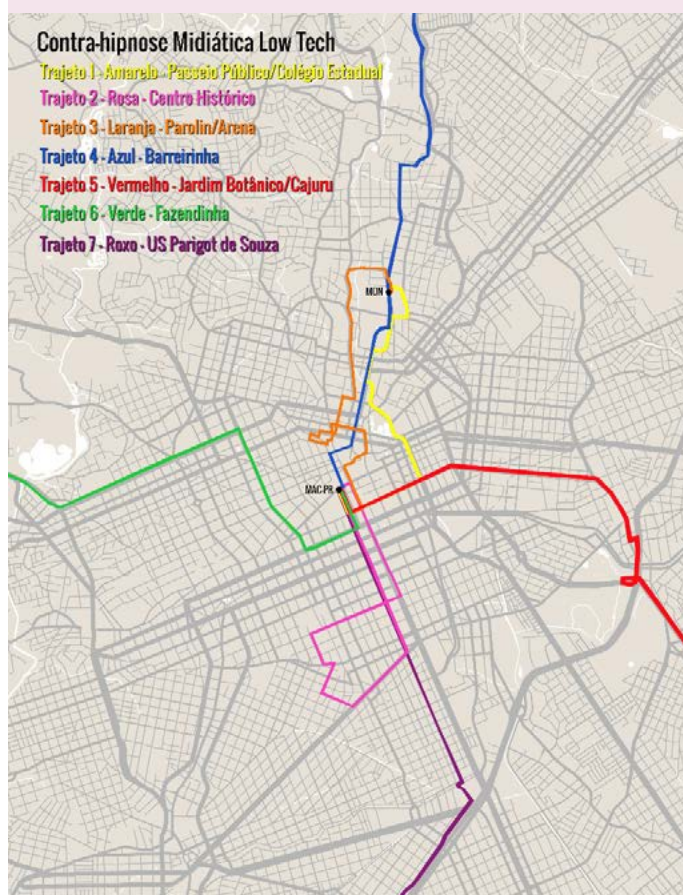 Contra-hipnose Midiática Low Tech
Trajeto 1 - Amarelo - Passeio Público/Colégio Estadual
Trajeto 2 - Rosa - Centro Histórico
Trajeto 3 - Laranja - Parolin/Arena
Trajeto 4 - Azul - Barreirinha
Trajeto 5 - Vermelho - Jardim Botânico/Cajuru
Trajeto 6 - Verde - Fazendinha
Trajeto 7 - Roxo - US Parigot de Souza
MON
MAC-PR